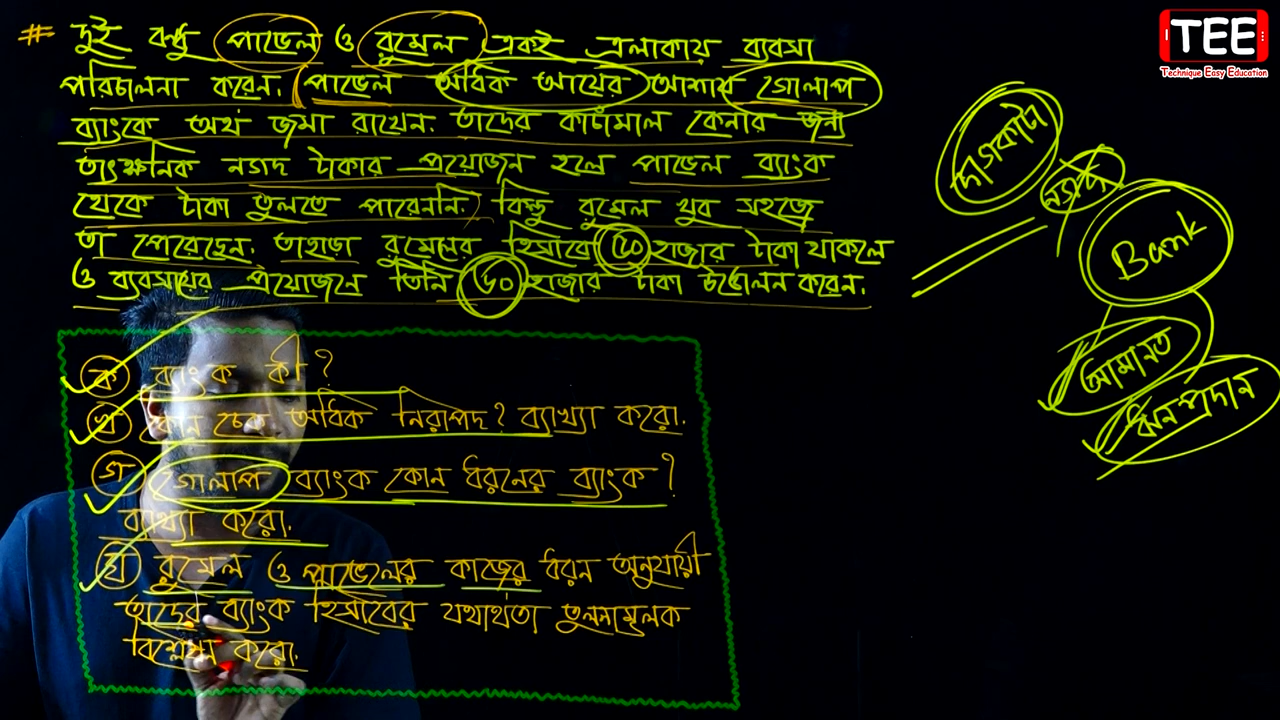 # দুই বন্ধু পাভেল ও রুমেল একই এলাকায় ব্যবসা
পরিচালনা করেন. পাভেল অধিক আয়ের আশায় গোলাপ
ব্যাংকে অর্থ জমা রাখেন. তাদের কাচাঁমাল কেনার জন্য
তাৎক্ষনিক নগদ টাকার প্রয়োজন হলে পাভেল ব্যাংক
থেকে টাকা তুলতে পারেননি. কিন্তু রুমেল খুব সহজে
তা পেরেছেন. তাছাড়া রুমেলের হিসাবে ৫০ হাজার টাকা থাকলে
ও ব্যবসায়ের প্রয়োজনে তিনি ৬০ হাজার টাকা উত্তোলন করেন.
ক ব্যাংক কী?
খ কোন চেক অধিক নিরাপদ? ব্যাখ্যা করো.
গ গোলাপ ব্যাংক কোন ধরনের ব্যাংক?
ব্যাখ্যা করো.
ঘ রুমেল ও পাভেলের কাজের ধরন অনুযায়ী
তাদের ব্যাংক হিসাবের যথার্থতা তুলনামূলক
বিশ্লেষণ করো.
দাগকাটা
নগদ
Bank
আমানত
ঋনপ্রদান
TEE
Technique Easy Education